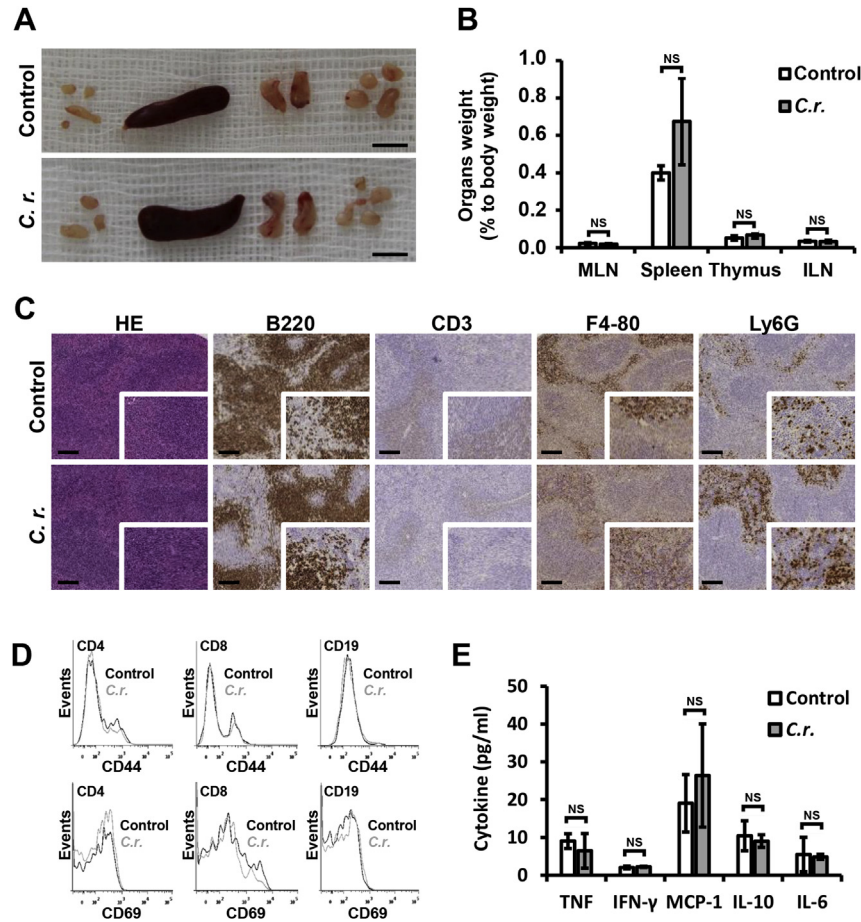 A
Control
C. r.
B
Organs weight
(% to body weight)
1.0
0.8
0.6
0.4
0.2
0.0
NS
NS
NS
NS
Control
C.r.
MLN Spleen Thymus ILN
C
HE B220 CD3 F4-80 Ly6G
Control
C. r.
D
CD4 CD8 CD19
Events Events Events
Control Control Control
C.r. C.r. C.r.
CD44 CD44 CD44
CD4 CD8 CD19
Events Events Events
Control Control Control
C.r. C.r. C.r.
CD69 CD69 CD69
E
Cytokine (pg/ml)
50
40
30
20
10
0
NS
NS
NS
NS
NS
Control
C.r.
TNF IFN-γ MCP-1 IL-10 IL-6